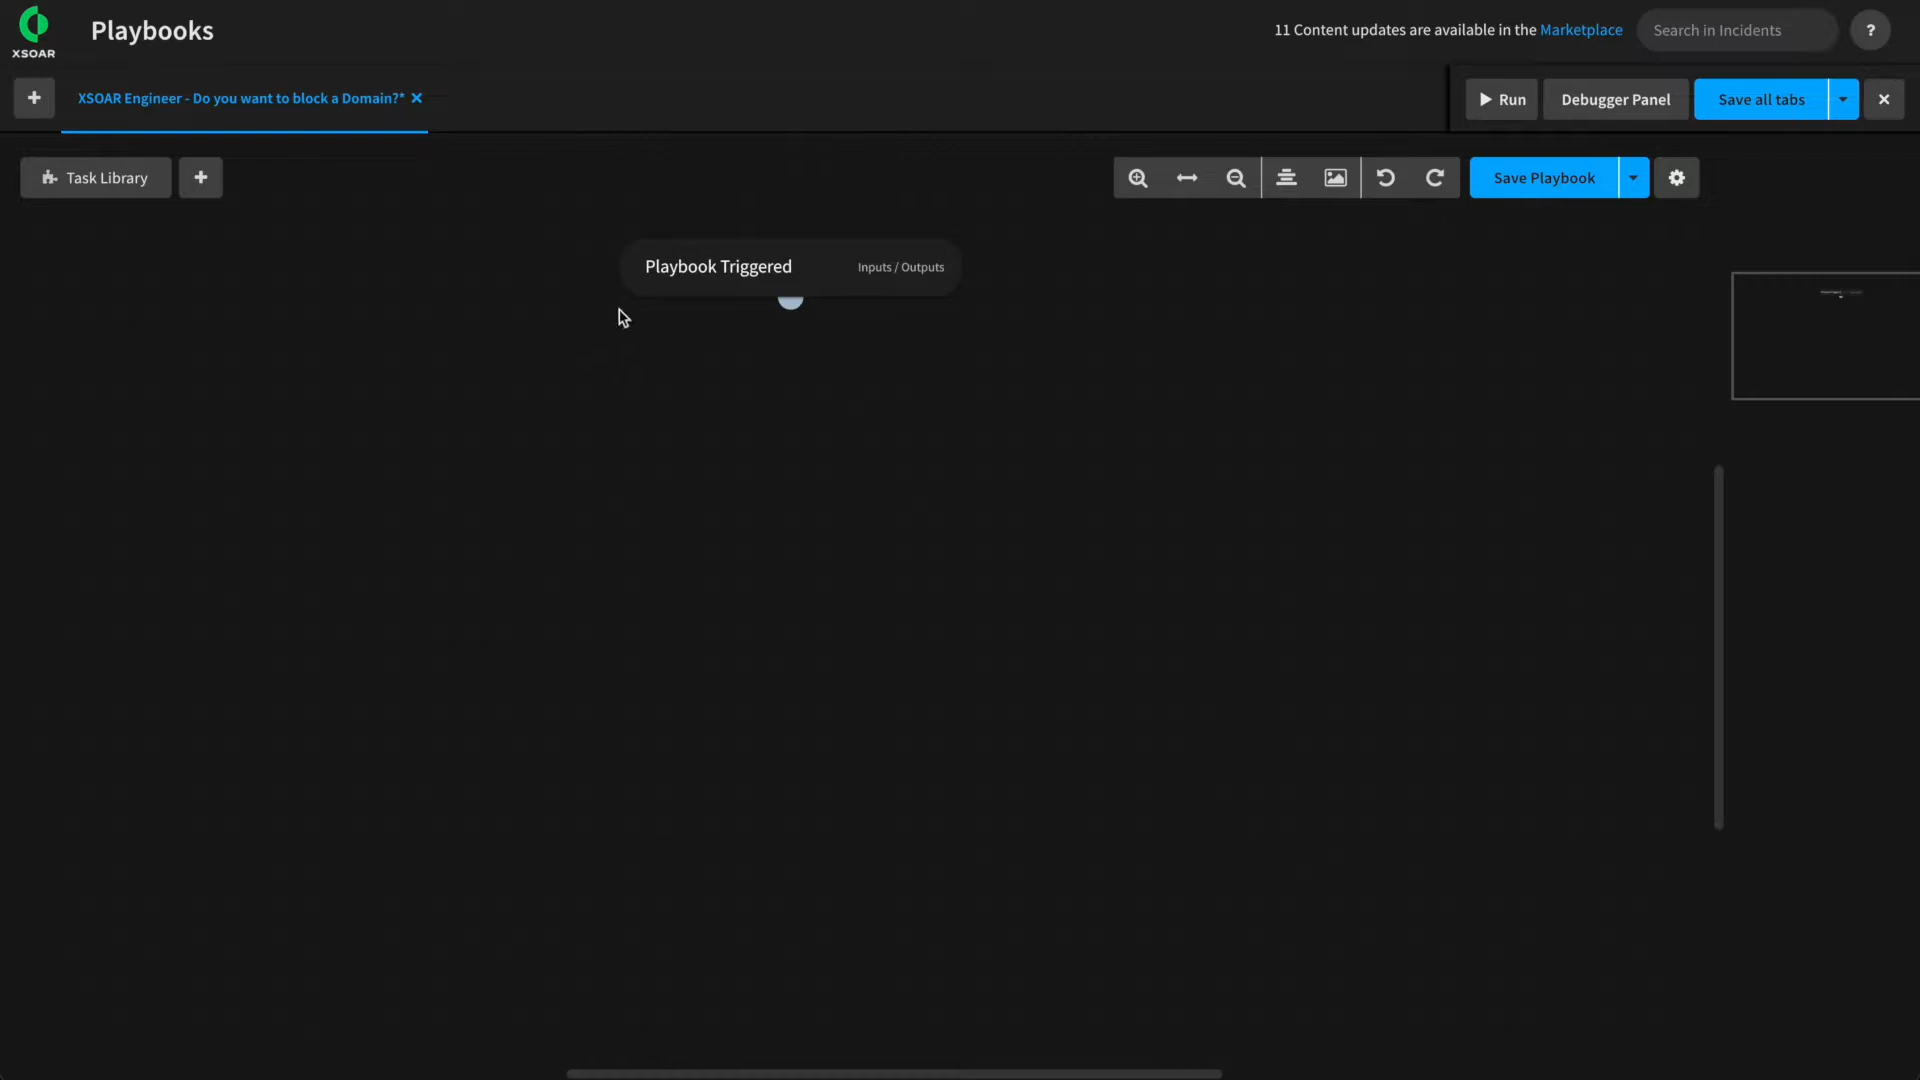 XSOAR
Playbooks
11 Content updates are available in the Marketplace
Search in Incidents
?
XSOAR Engineer - Do you want to block a Domain?*
Run
Debugger Panel
Save all tabs
Task Library
Save Playbook
Playbook Triggered
Inputs / Outputs